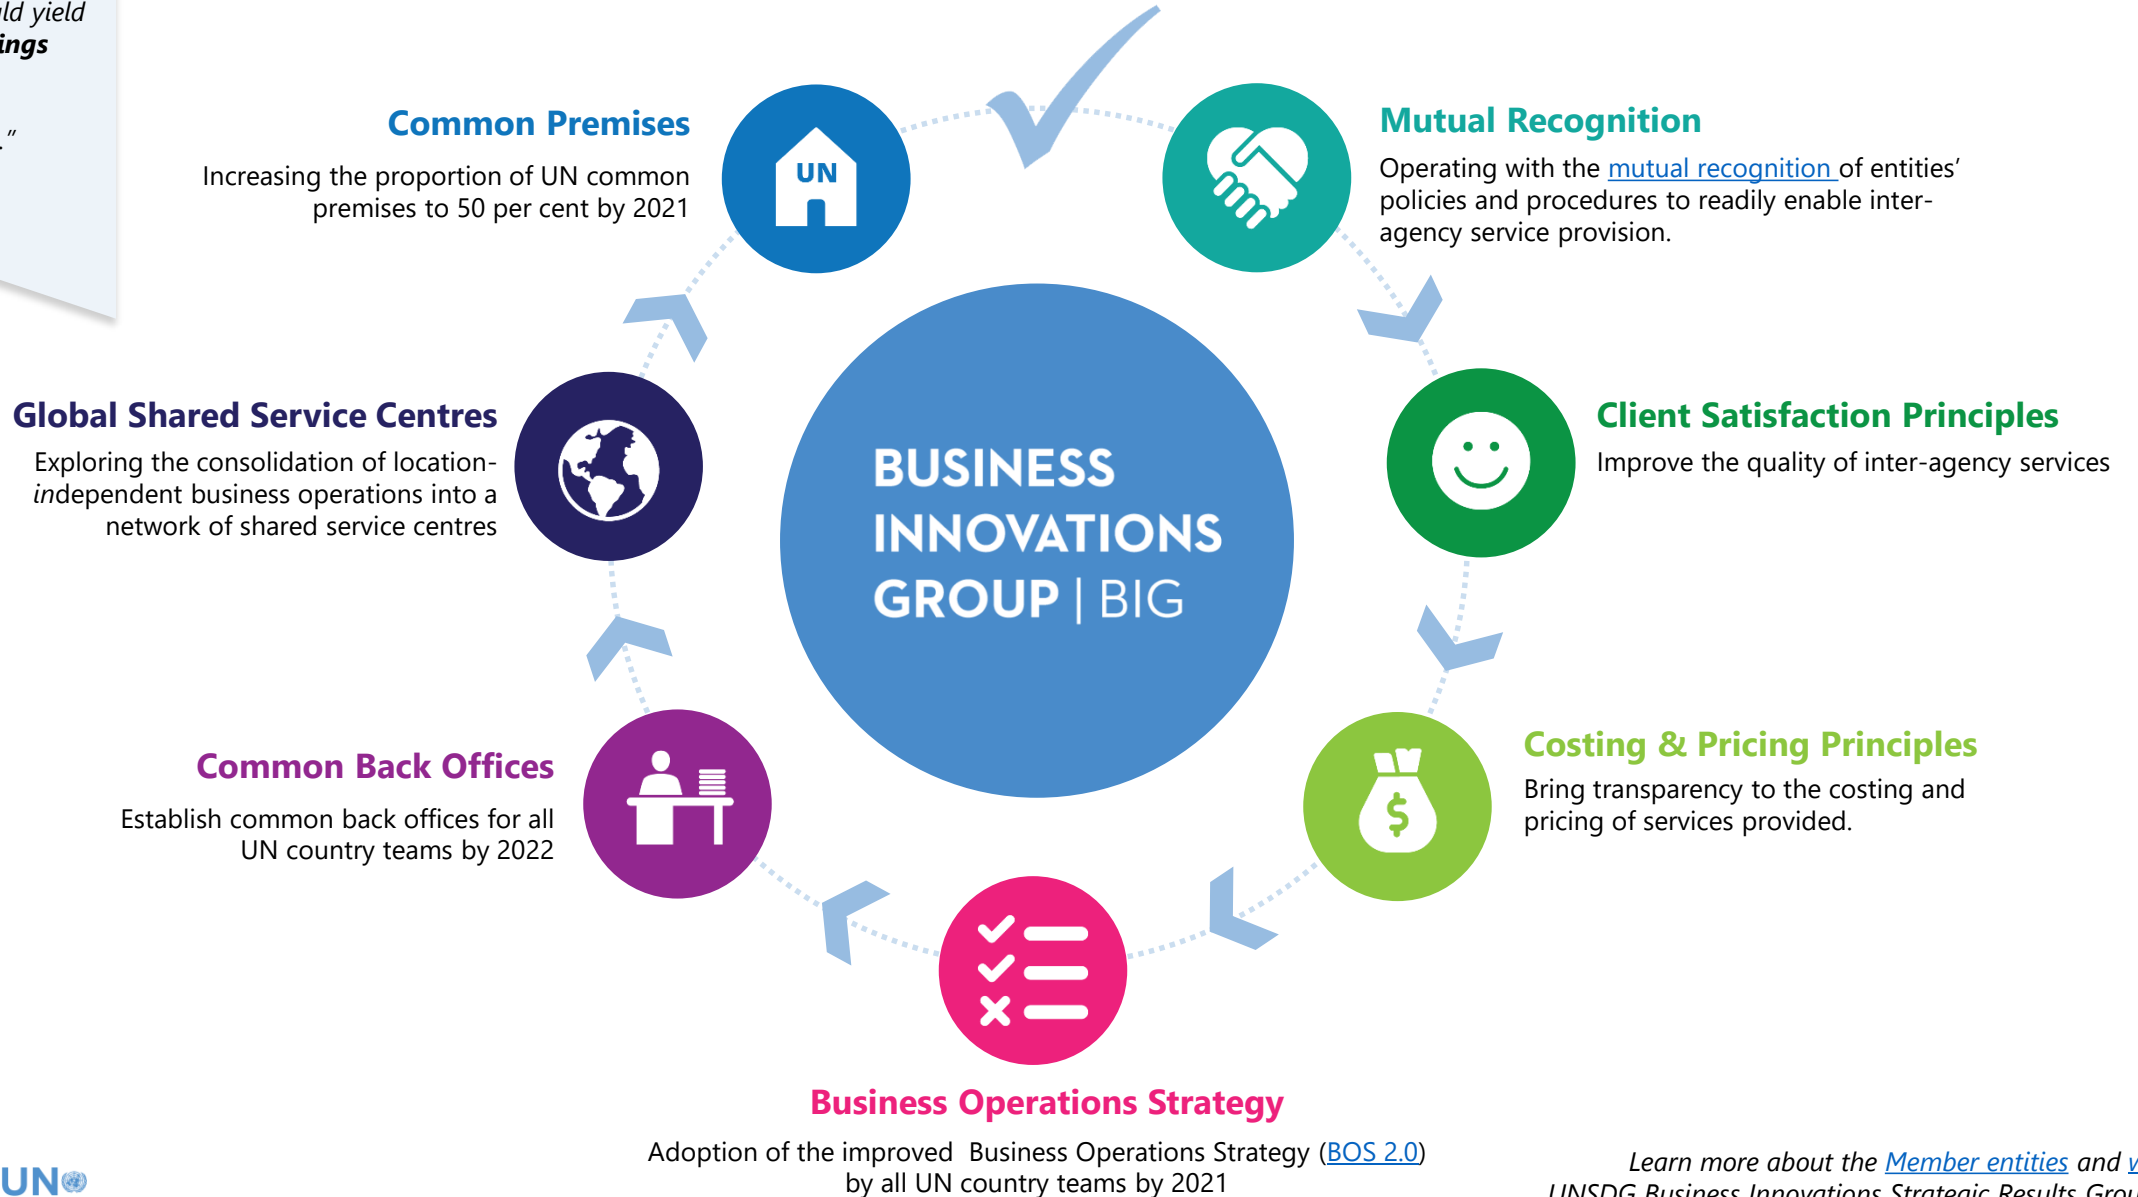 yield
."
Common Premises
Increasing the proportion of UN common
premises to 50 per cent by 2021
UN
Mutual Recognition
Operating with the mutual recognition of entities’
policies and procedures to readily enable inter-
agency service provision.
Global Shared Service Centres
Exploring the consolidation of location-
independent business operations into a
network of shared service centres
BUSINESS
INNOVATIONS
GROUP | BIG
Client Satisfaction Principles
Improve the quality of inter-agency services
Common Back Offices
Establish common back offices for all
UN country teams by 2022
$
Costing & Pricing Principles
Bring transparency to the costing and
pricing of services provided.
Business Operations Strategy
Adoption of the improved  Business Operations Strategy (BOS 2.0)
by all UN country teams by 2021
Learn more about the Member entities and
UNSDG Business Innovations Strategic Results
UN